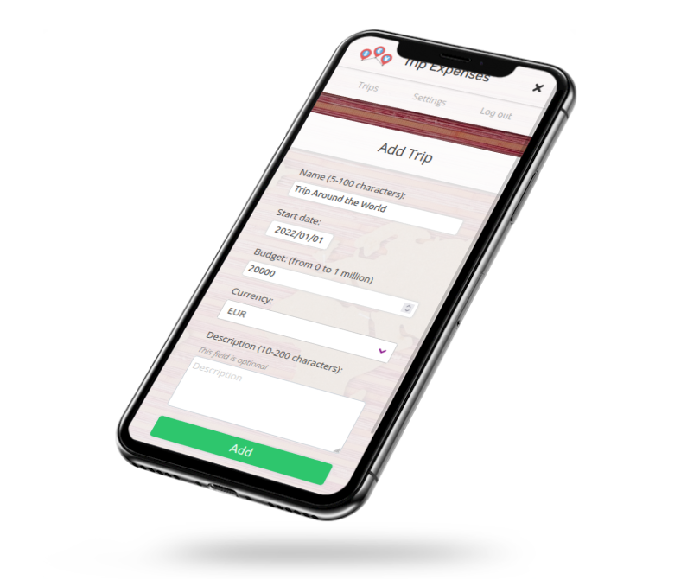 Trip Expenses
×
Trips
Settings
Log out
Add Trip
Name (5-100 characters):
Trip Around the World
Start date:
2022/01/01
Budget: (from 0 to 1 million)
20000
Currency:
EUR
Description (10-200 characters):
This field is optional
Description
Add